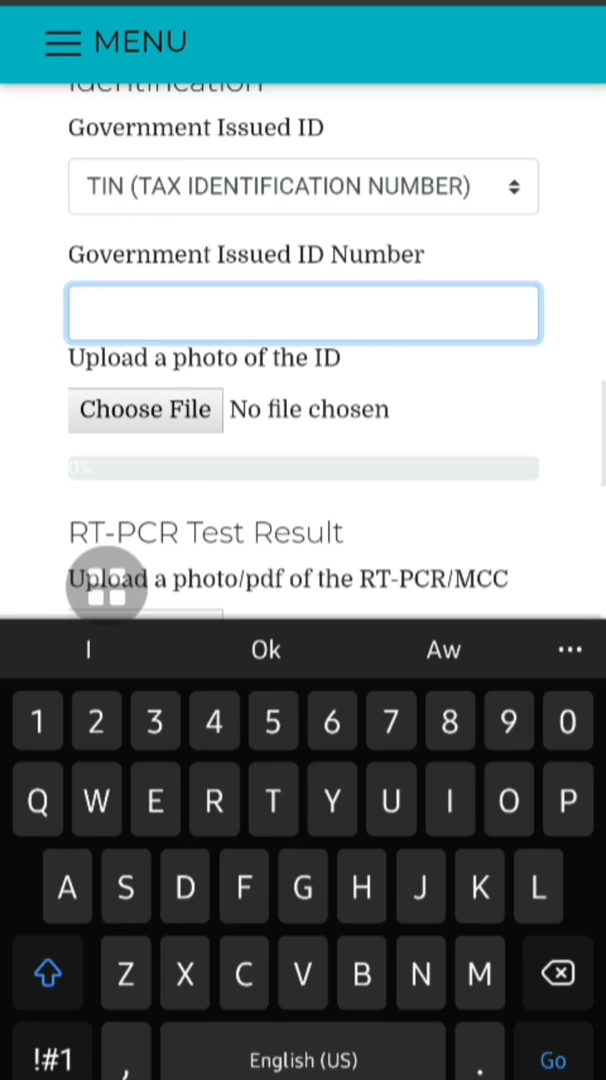 MENU
Identification
Government Issued ID
TIN (TAX IDENTIFICATION NUMBER)
Government Issued ID Number
Upload a photo of the ID
Choose File No file chosen
0%
RT-PCR Test Result
Upload a photo/pdf of the RT-PCR/MCC
I Ok Aw ...
1 2 3 4 5 6 7 8 9 0
Q W E R T Y U I O P
A S D F G H J K L
Z X C V B N M
!#1 , English (US) . Go